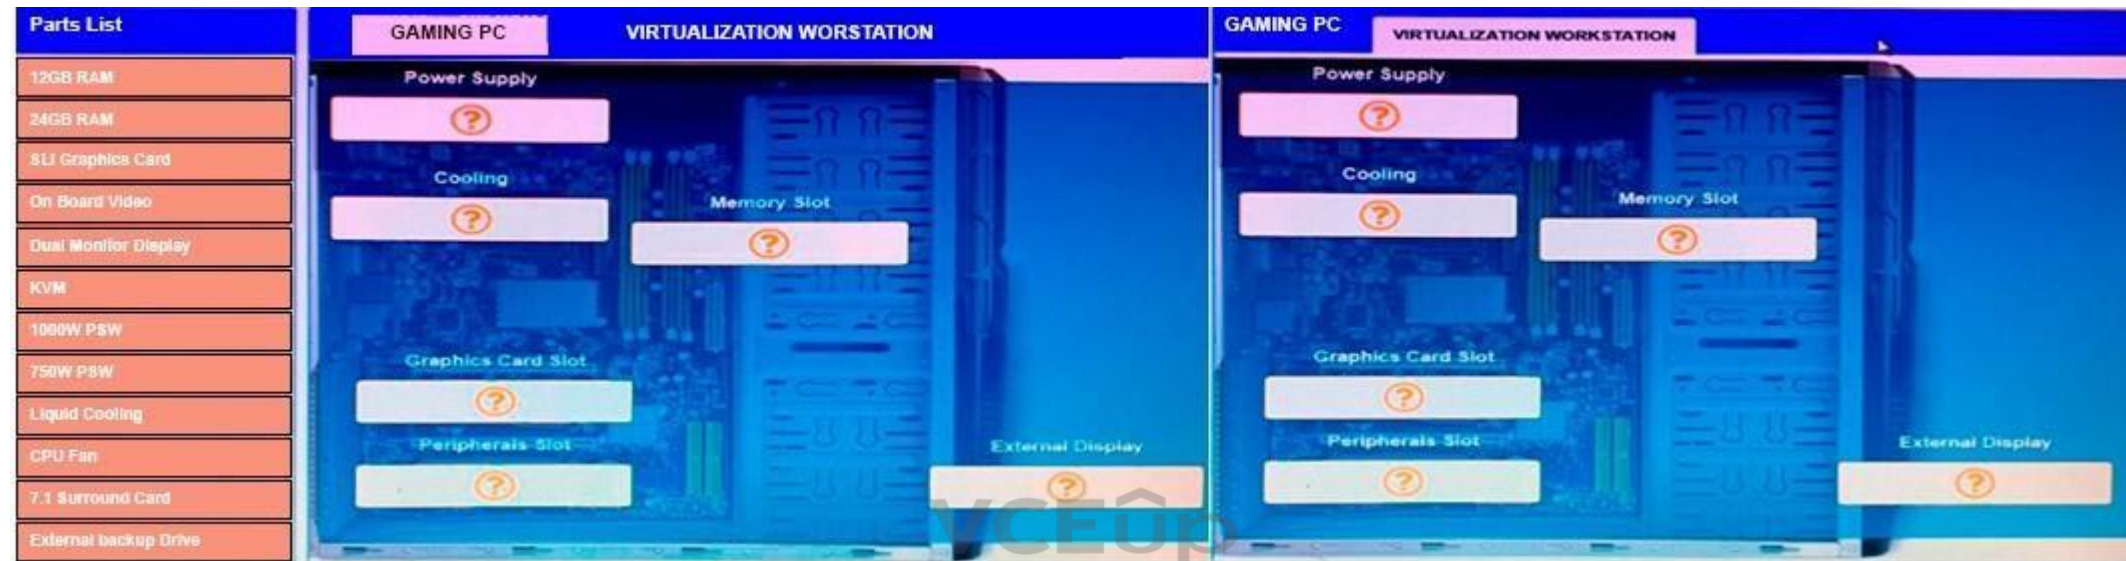 Parts List
12GB RAM
24GB RAM
SLI Graphics Card
On Board Video
Dual Monitor Display
KVM
1000W PSW
750W PSW
Liquid Cooling
CPU Fan
7.1 Surround Card
External backup Drive
GAMING PC
VIRTUALIZATION WORSTATION
Power Supply
?
Cooling
?
Memory Slot
?
Graphics Card Slot
?
Peripherals Slot
?
External Display
?
GAMING PC
VIRTUALIZATION WORKSTATION
Power Supply
?
Cooling
?
Memory Slot
?
Graphics Card Slot
?
Peripherals Slot
?
External Display
?
VCEûp